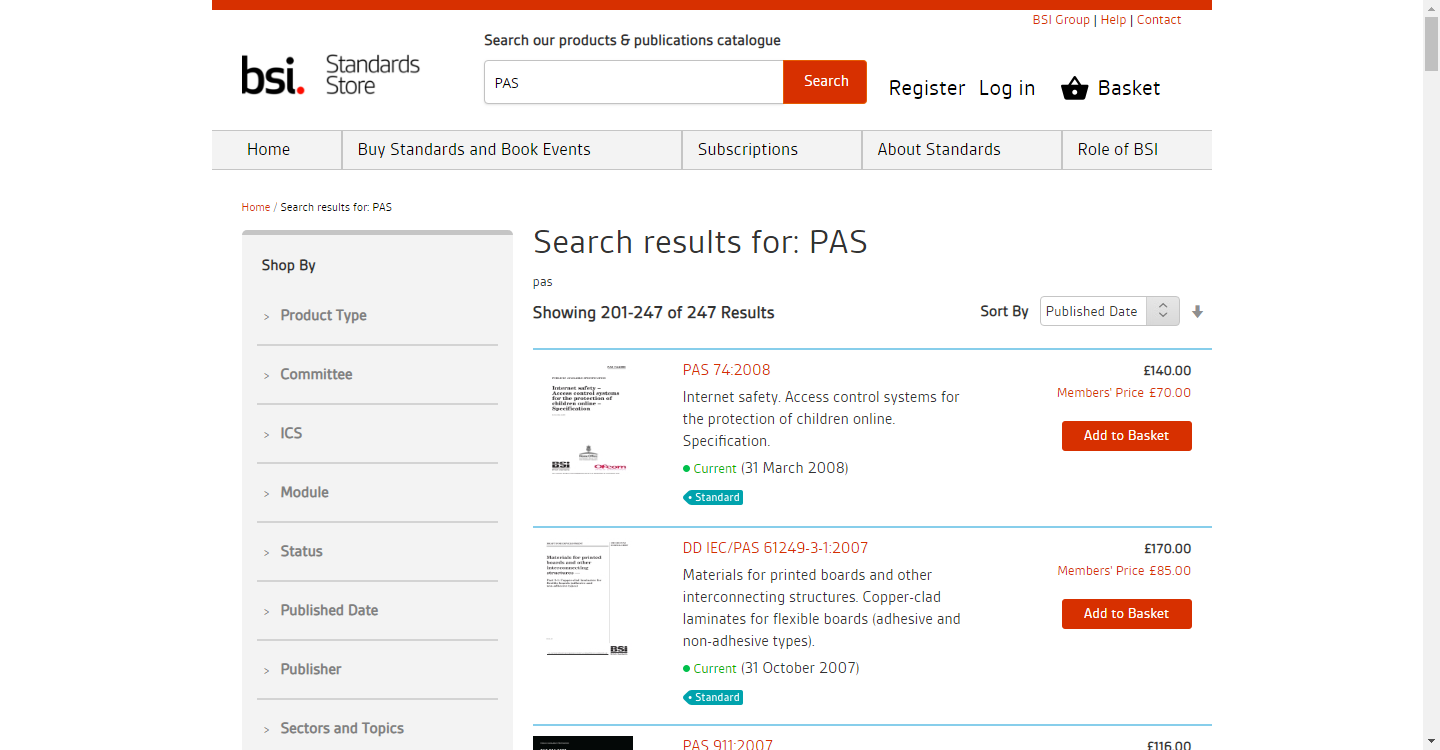 BSI Group | Help | Contact
Search our products & publications catalogue
bsi.
Standards
Store
PAS
Search
Register
Log in
Basket
Home
Buy Standards and Book Events
Subscriptions
About Standards
Role of BSI
Home / Search results for: PAS
Shop By
> Product Type
> Committee
> ICS
> Module
> Status
> Published Date
> Publisher
> Sectors and Topics
Search results for: PAS
pas
Showing 201-247 of 247 Results
Sort By
Published Date
Internet safety –
Access control systems
for the protection of
children online –
Specification
BSi
Ofcom
PAS 74:2008
Internet safety. Access control systems for
the protection of children online.
Specification.
Current (31 March 2008)
Standard
£140.00
Members' Price £70.00
Add to Basket
Materials for printed
boards and other
interconnecting
structures —
BSi
DD IEC/PAS 61249-3-1:2007
Materials for printed boards and other
interconnecting structures. Copper-clad
laminates for flexible boards (adhesive and
non-adhesive types).
Current (31 October 2007)
Standard
£170.00
Members' Price £85.00
Add to Basket
PAS 911:2007
£116.00